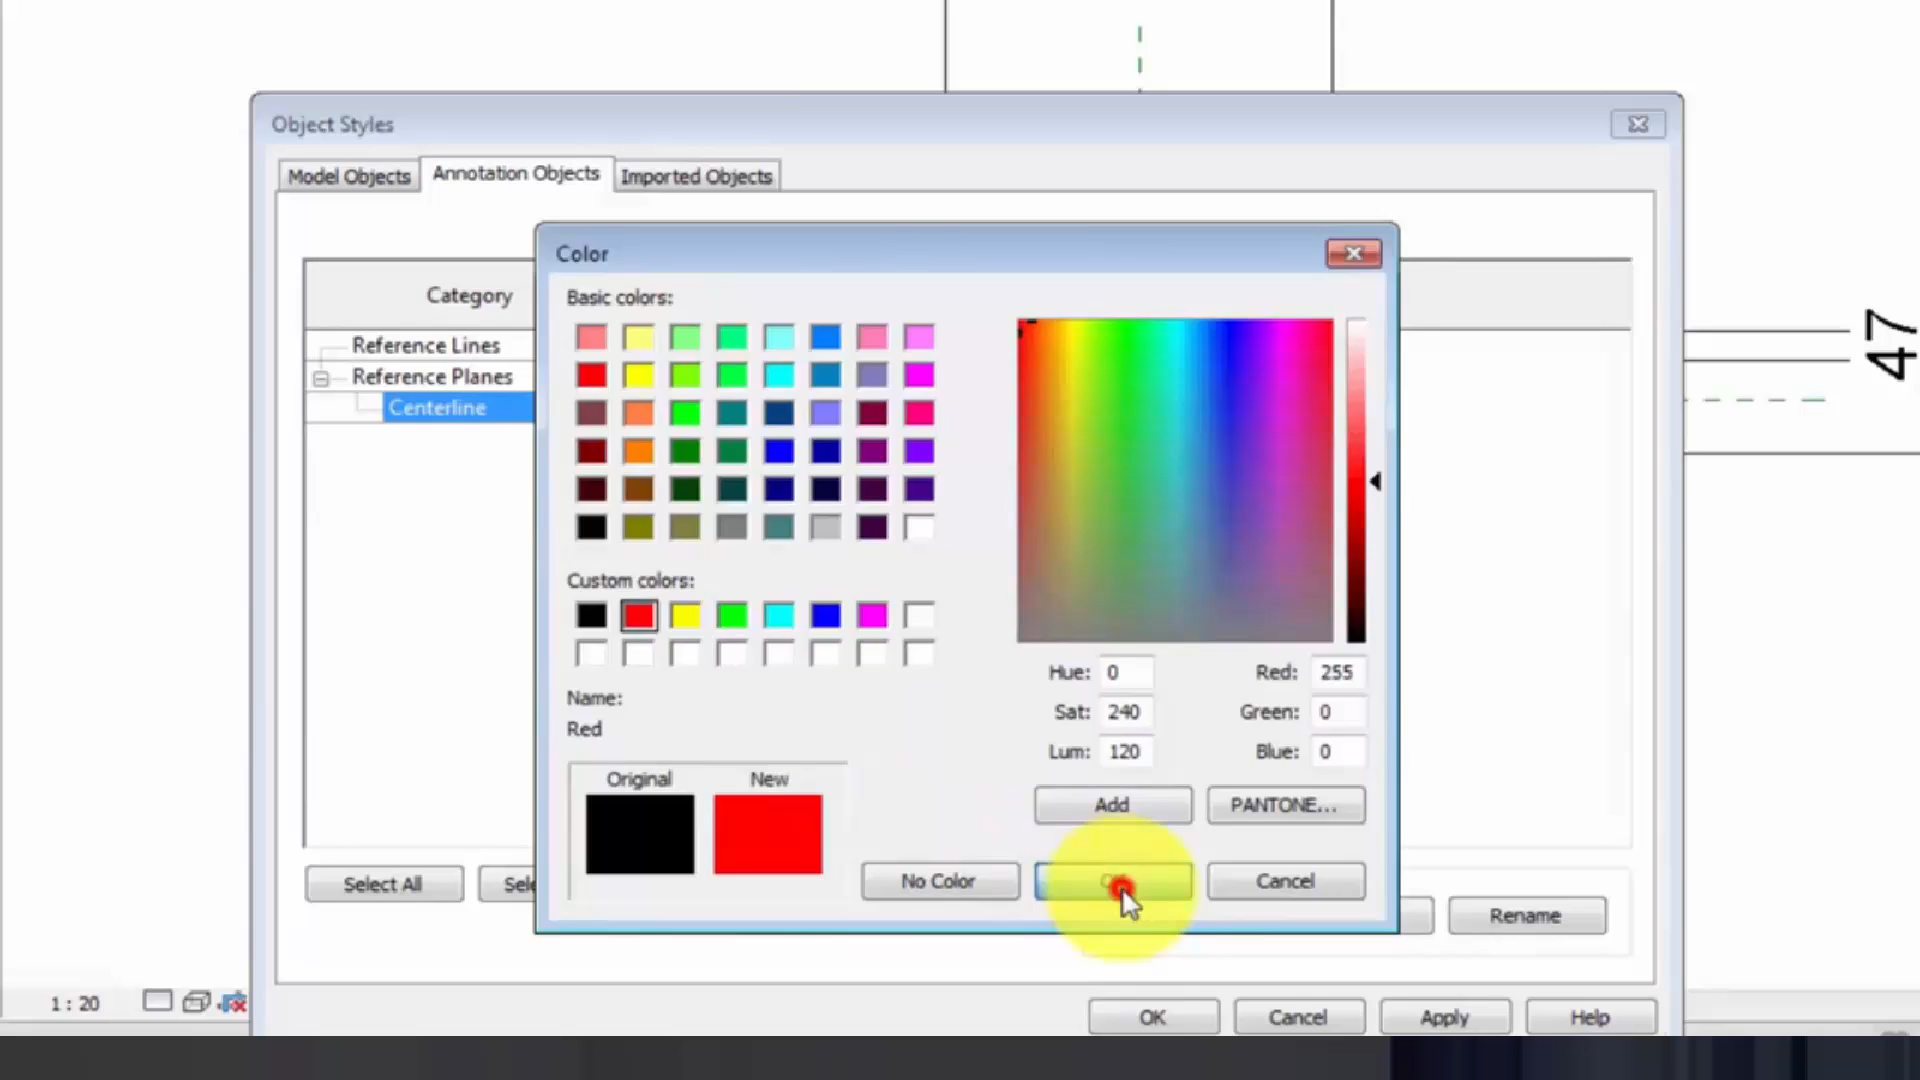 Object Styles
Model Objects Annotation Objects Imported Objects
Color
Category
Basic colors:
Reference Lines
Reference Planes
Centerline
47
Custom colors:
Name:
Red
Hue: 0 Red: 255
Sat: 240 Green: 0
Lum: 120 Blue: 0
Original New
Add PANTONE...
Select All
No Color Cancel
Rename
1 : 20
OK Cancel Apply Help